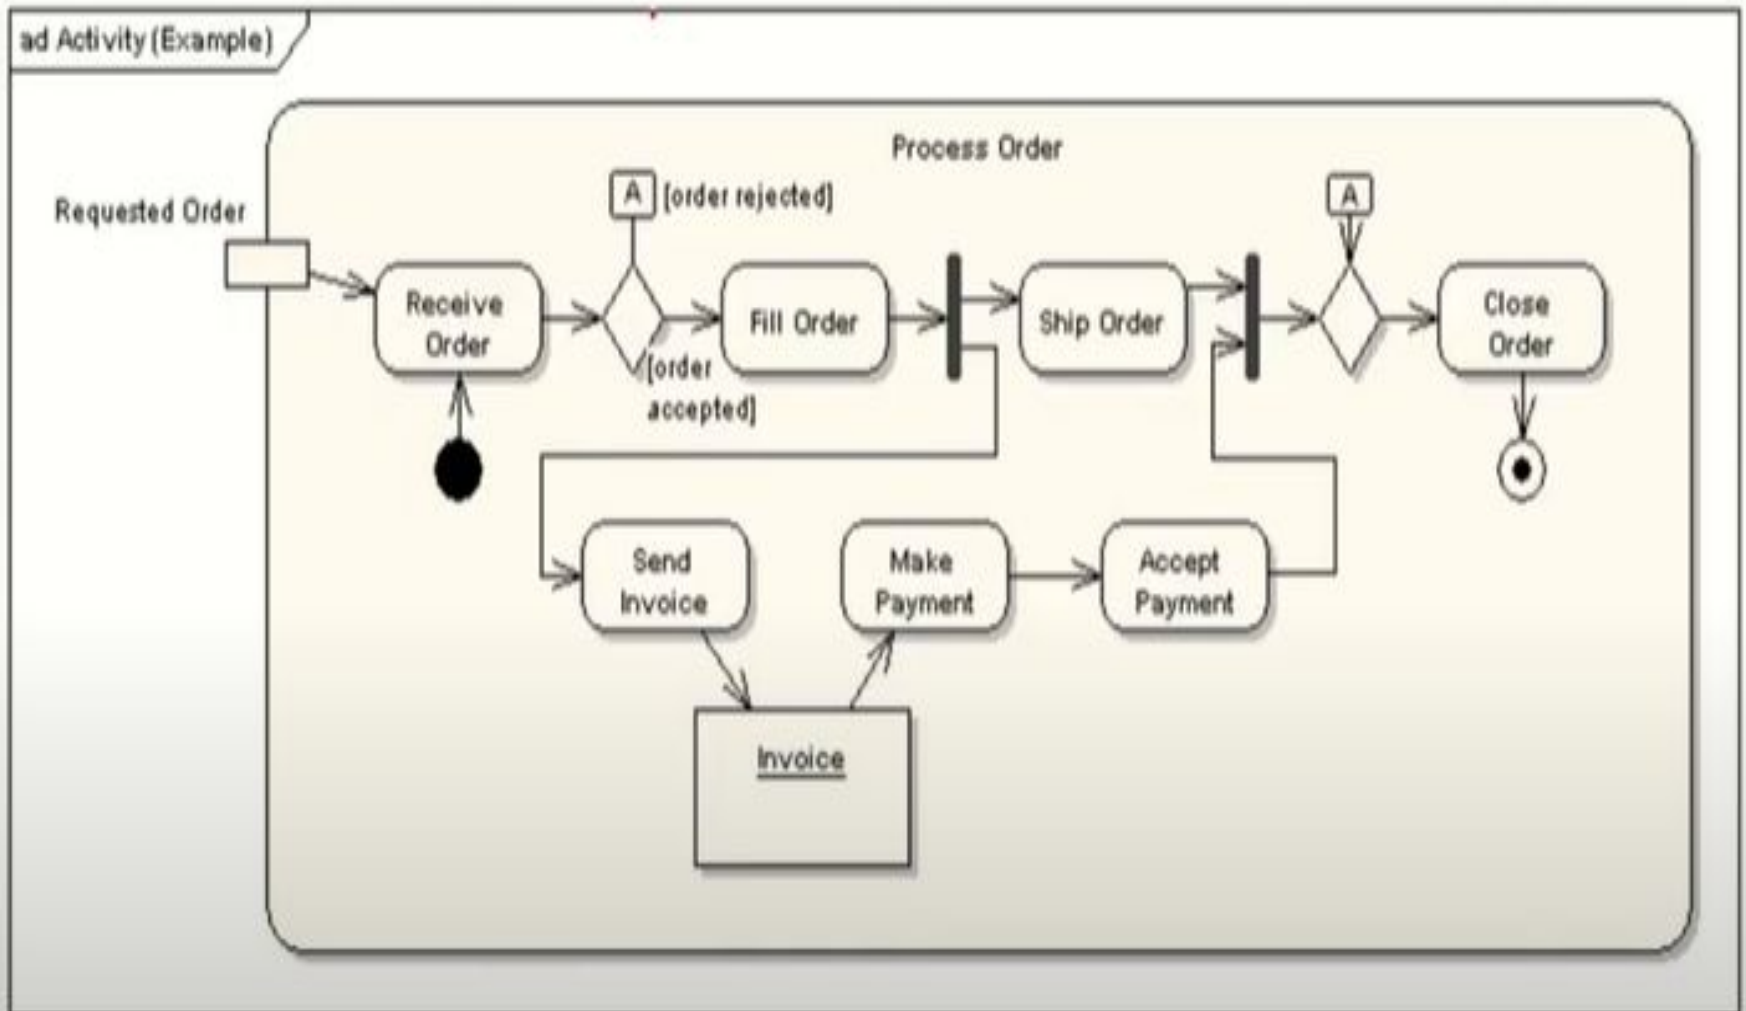 ad Activity (Example)
Process Order
Requested Order
A
[order rejected]
A
Receive
Order
Fill Order
Ship Order
Close
Order
[order
accepted]
Send
Invoice
Make
Payment
Accept
Payment
Invoice